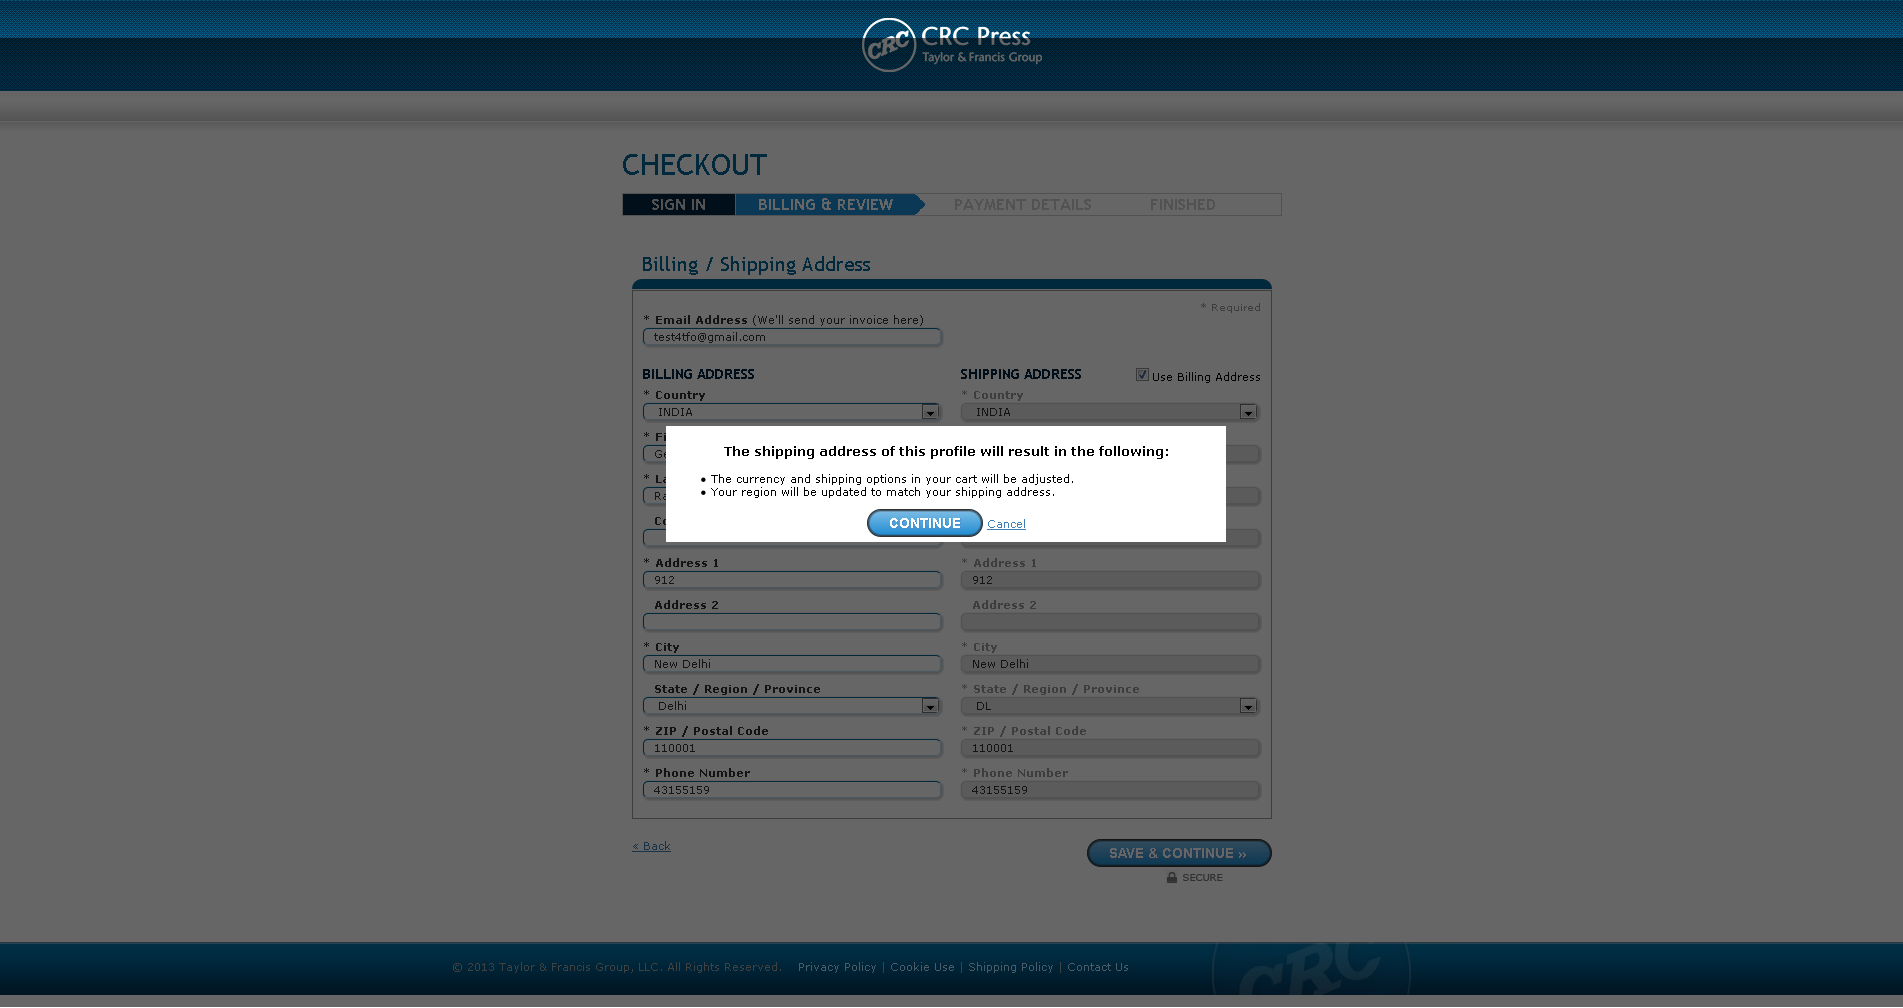 CRC
CRC Press
Taylor & Francis Group
CHECKOUT
SIGN IN BILLING & REVIEW PAYMENT DETAILS FINISHED
Billing / Shipping Address
* Required
* Email Address (We'll send your invoice here)
test4tfo@gmail.com
BILLING ADDRESS SHIPPING ADDRESS Use Billing Address
* Country * Country
INDIA INDIA
* Fi
Ge
The shipping address of this profile will result in the following:
* La
• The currency and shipping options in your cart will be adjusted.
Ra
• Your region will be updated to match your shipping address.
Co
CONTINUE Cancel
* Address 1 * Address 1
912 912
Address 2 Address 2
* City * City
New Delhi New Delhi
State / Region / Province * State / Region / Province
Delhi DL
* ZIP / Postal Code * ZIP / Postal Code
110001 110001
* Phone Number * Phone Number
43155159 43155159
« Back
SAVE & CONTINUE »
SECURE
© 2013 Taylor & Francis Group, LLC. All Rights Reserved. Privacy Policy | Cookie Use | Shipping Policy | Contact Us
CRC